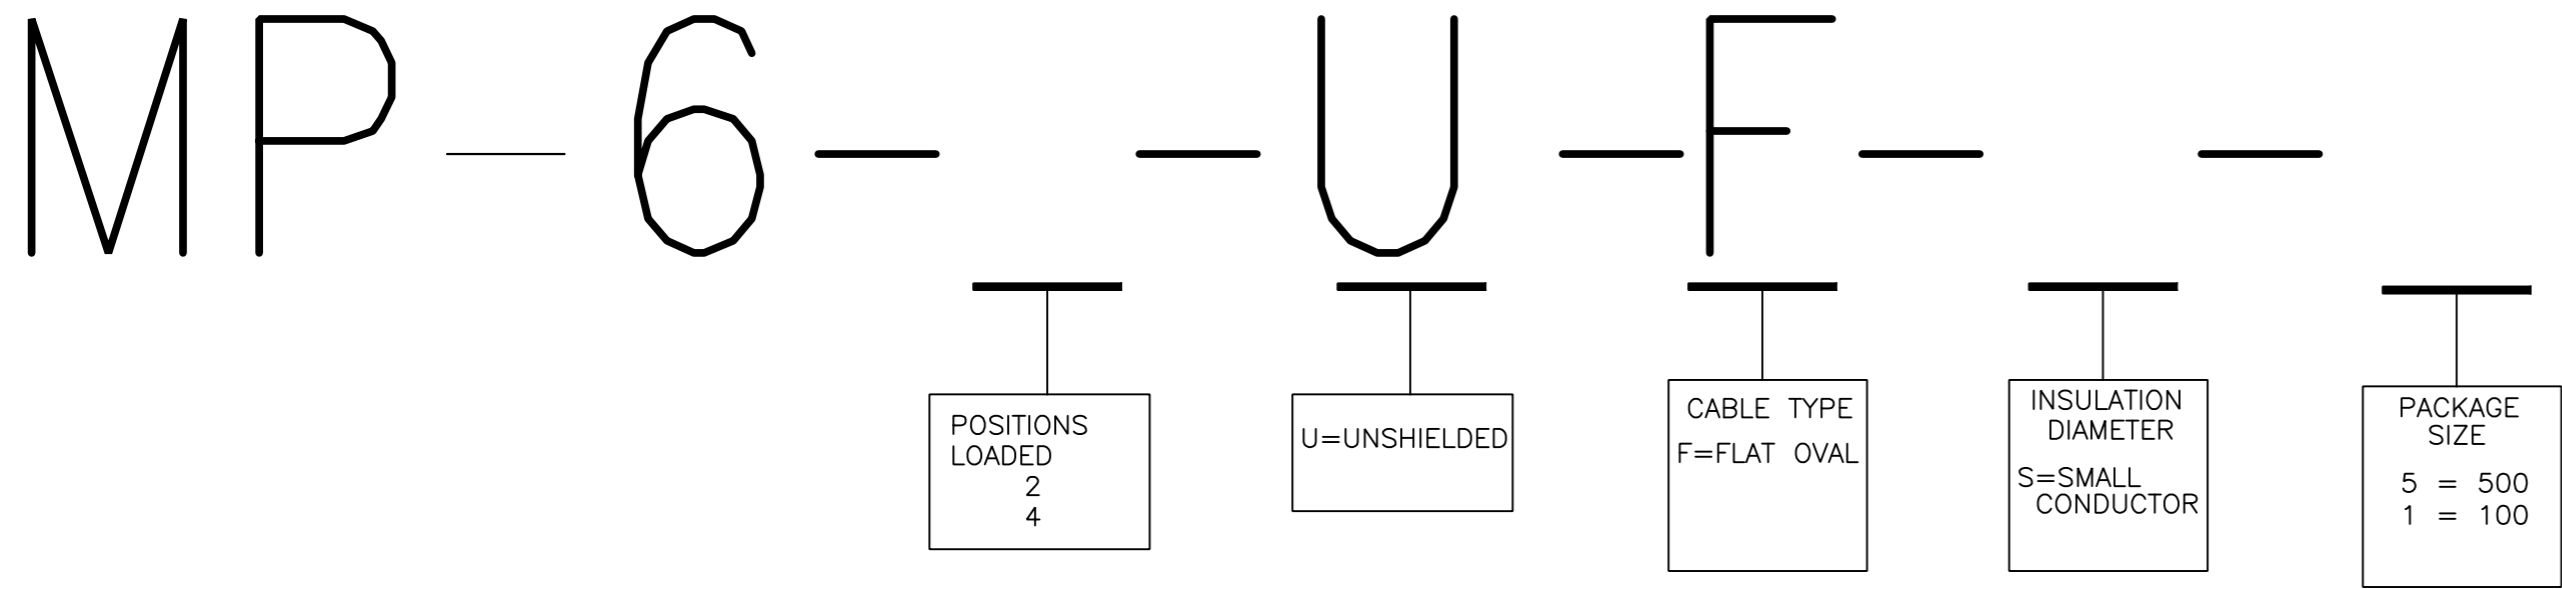 MP-6- -U-F- -
POSITIONS
LOADED
2
4
U=UNSHIELDED
CABLE TYPE
F=FLAT OVAL
INSULATION
DIAMETER
S=SMALL
CONDUCTOR
PACKAGE
SIZE
5 = 500
1 = 100